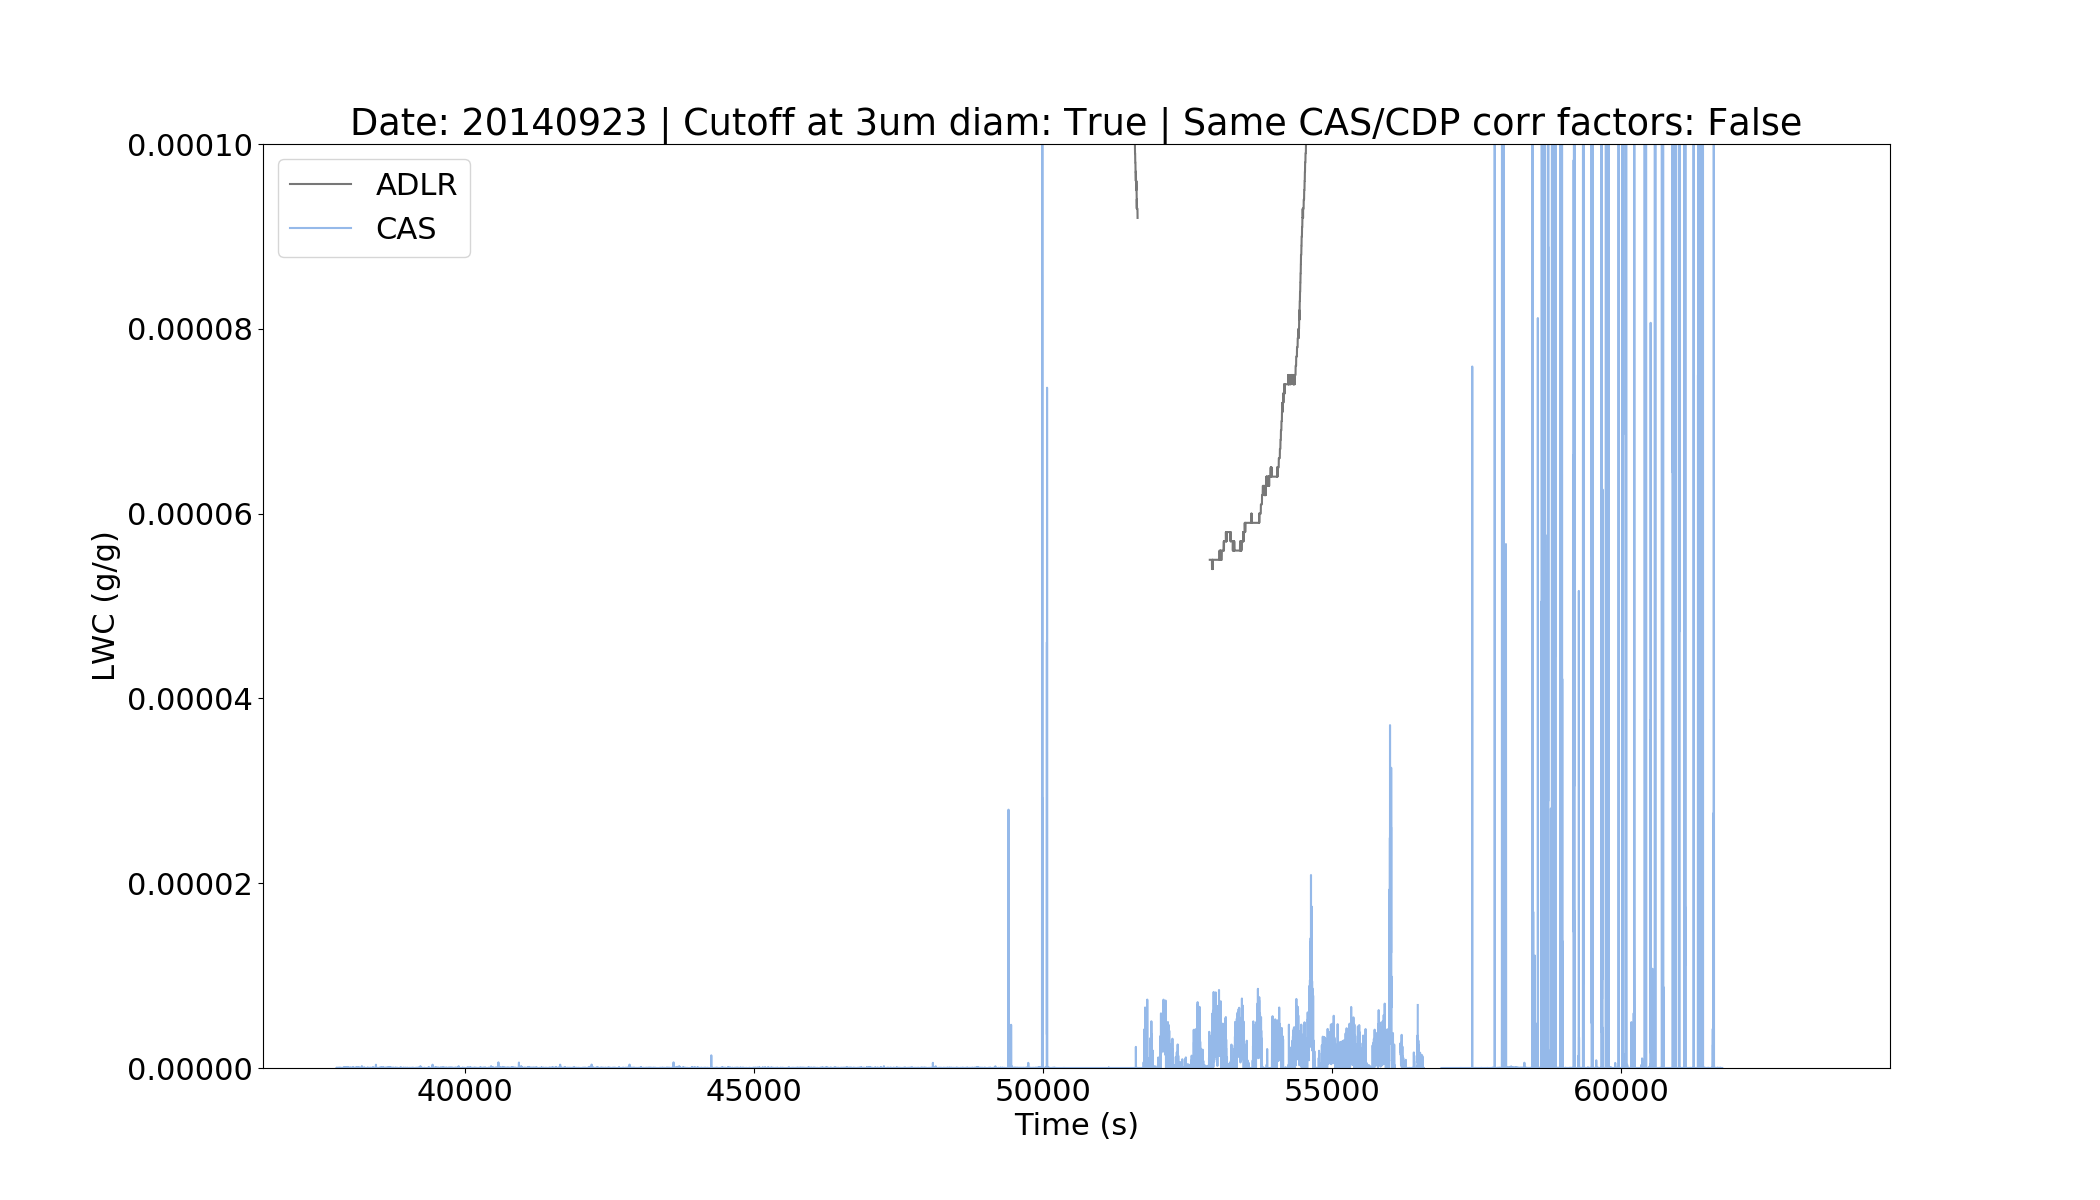 Date: 20140923 | Cutoff at 3um diam: True | Same CAS/CDP corr factors: False
0.00010
ADLR
CAS
0.00008
0.00006
LWC (g/g)
0.00004
0.00002
0.00000
40000 45000 50000 55000 60000
Time (s)